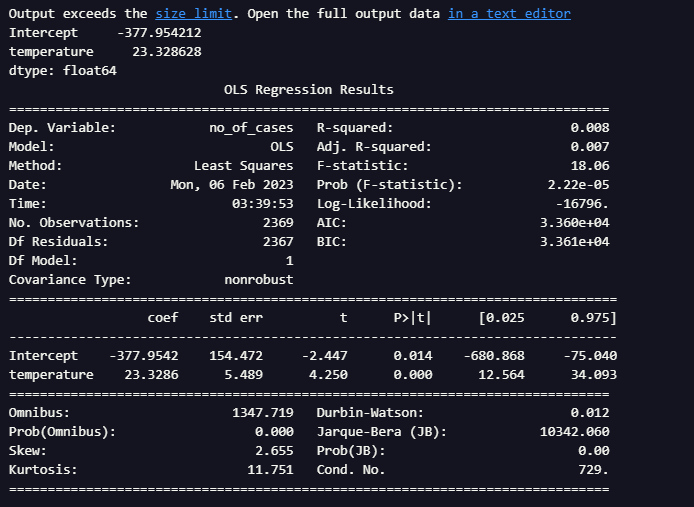 Output exceeds the size limit. Open the full output data in a text editor
Intercept     -377.954212
temperature     23.328628
dtype: float64
                            OLS Regression Results
==============================================================================
Dep. Variable:            no_of_cases   R-squared:                       0.008
Model:                            OLS   Adj. R-squared:                  0.007
Method:                 Least Squares   F-statistic:                     18.06
Date:                Mon, 06 Feb 2023   Prob (F-statistic):           2.22e-05
Time:                        03:39:53   Log-Likelihood:                -16796.
No. Observations:                2369   AIC:                         3.360e+04
Df Residuals:                    2367   BIC:                         3.361e+04
Df Model:                           1
Covariance Type:            nonrobust
===============================================================================
                  coef    std err          t      P>|t|      [0.025      0.975]
-------------------------------------------------------------------------------
Intercept    -377.9542    154.472     -2.447      0.014    -680.868     -75.040
temperature    23.3286      5.489      4.250      0.000      12.564      34.093
==============================================================================
Omnibus:                     1347.719   Durbin-Watson:                   0.012
Prob(Omnibus):                  0.000   Jarque-Bera (JB):            10342.060
Skew:                           2.655   Prob(JB):                         0.00
Kurtosis:                      11.751   Cond. No.                         729.
==============================================================================